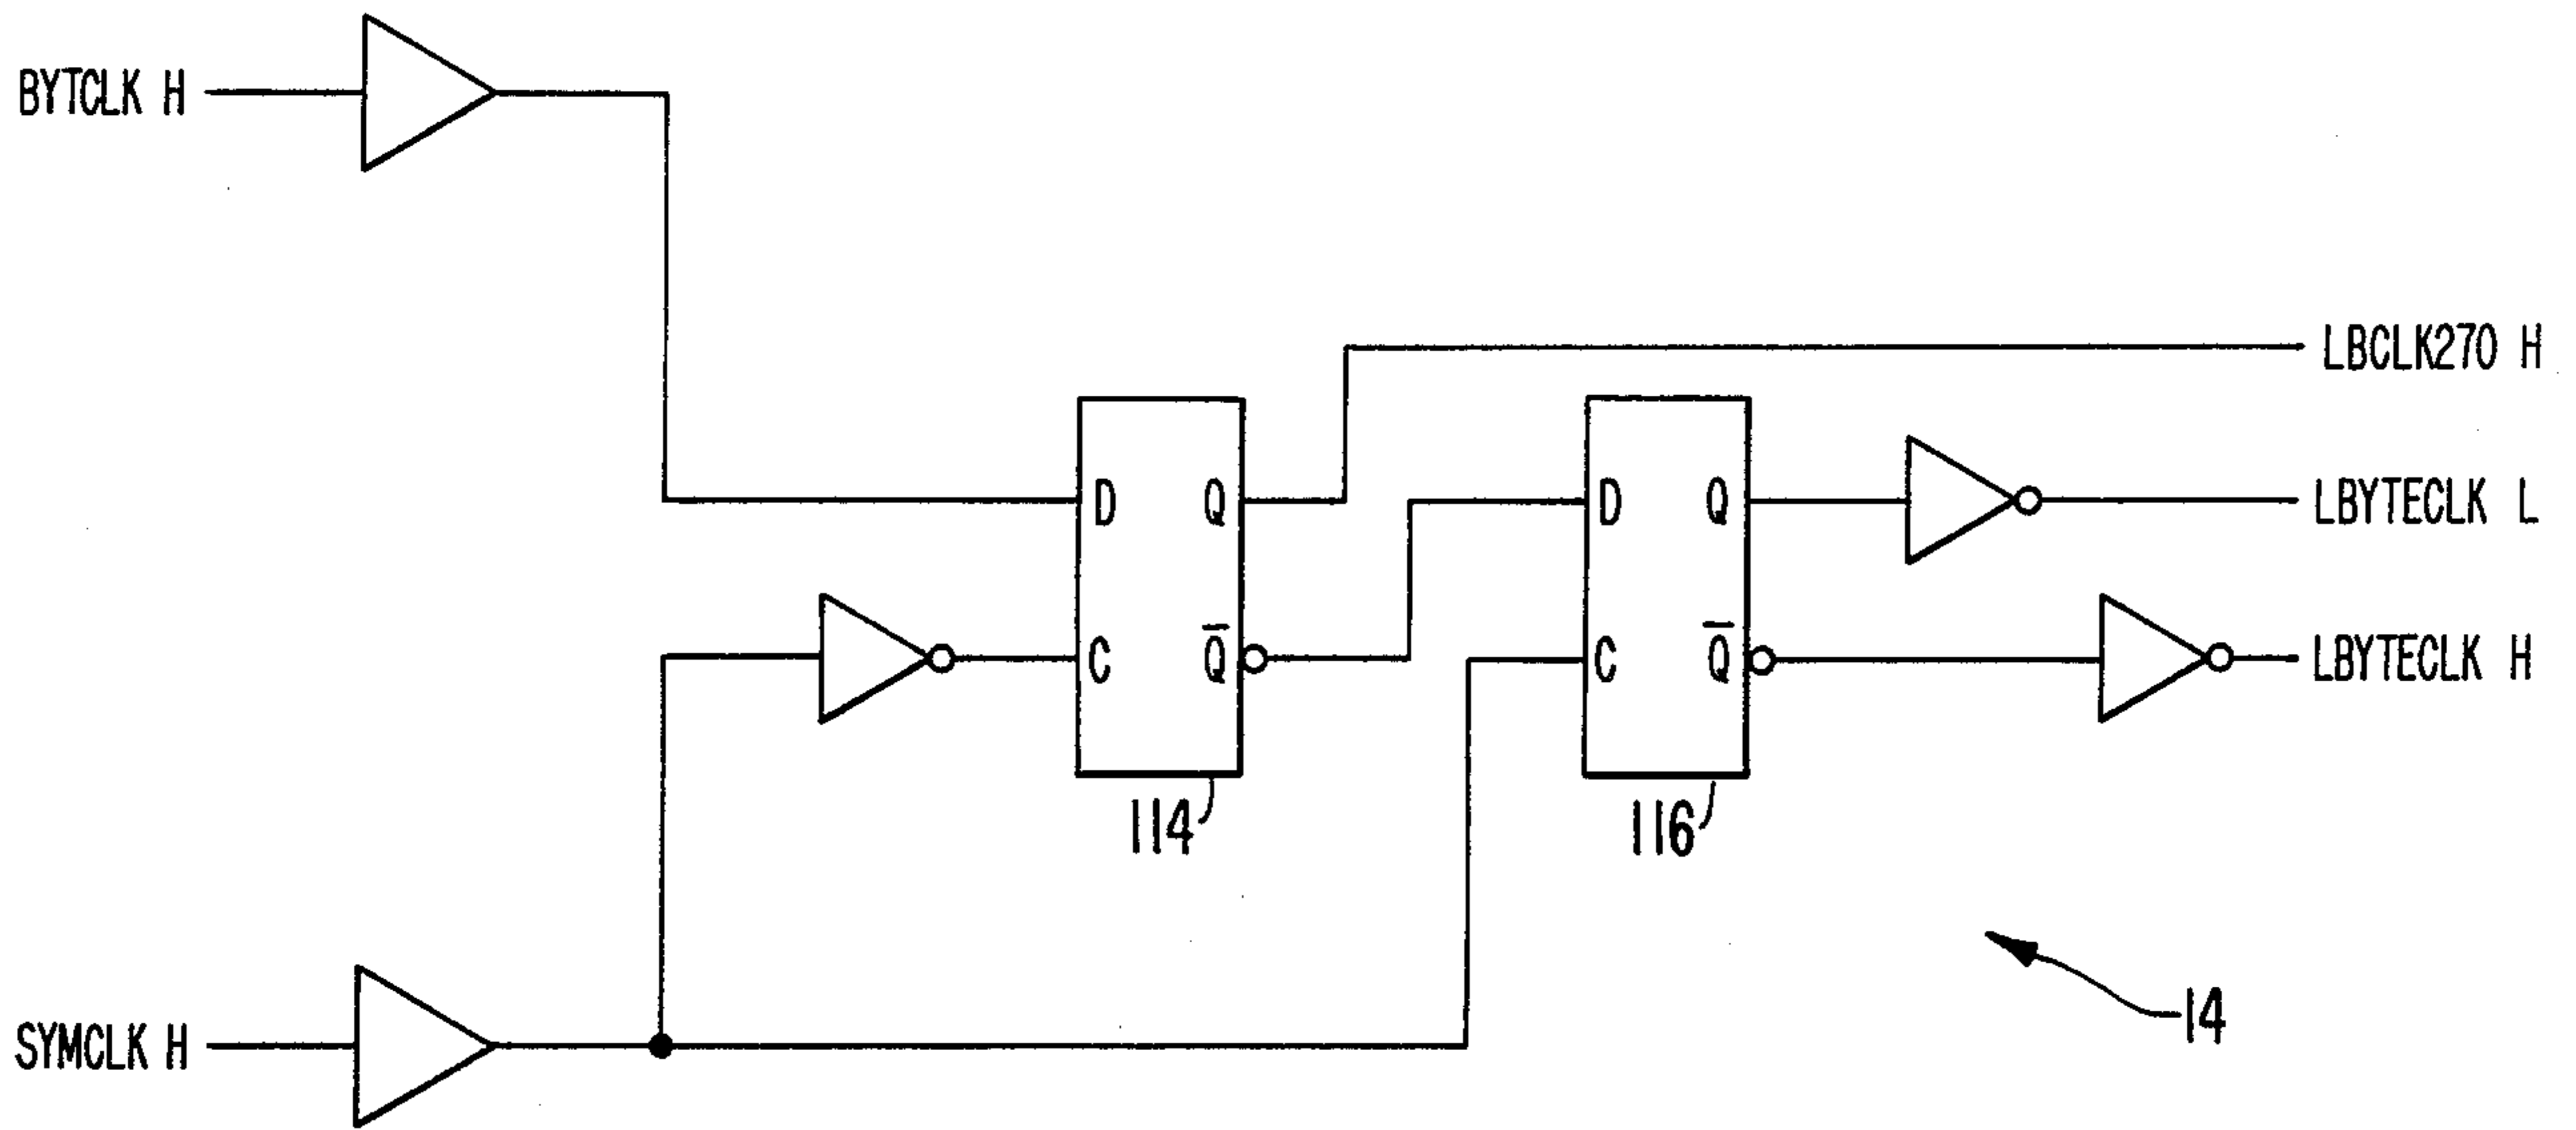 BYTCLK H
LBCLK270 H
D Q
D Q
LBYTECLK L
C Q̅
C Q̅
LBYTECLK H
114
116
14
SYMCLK H